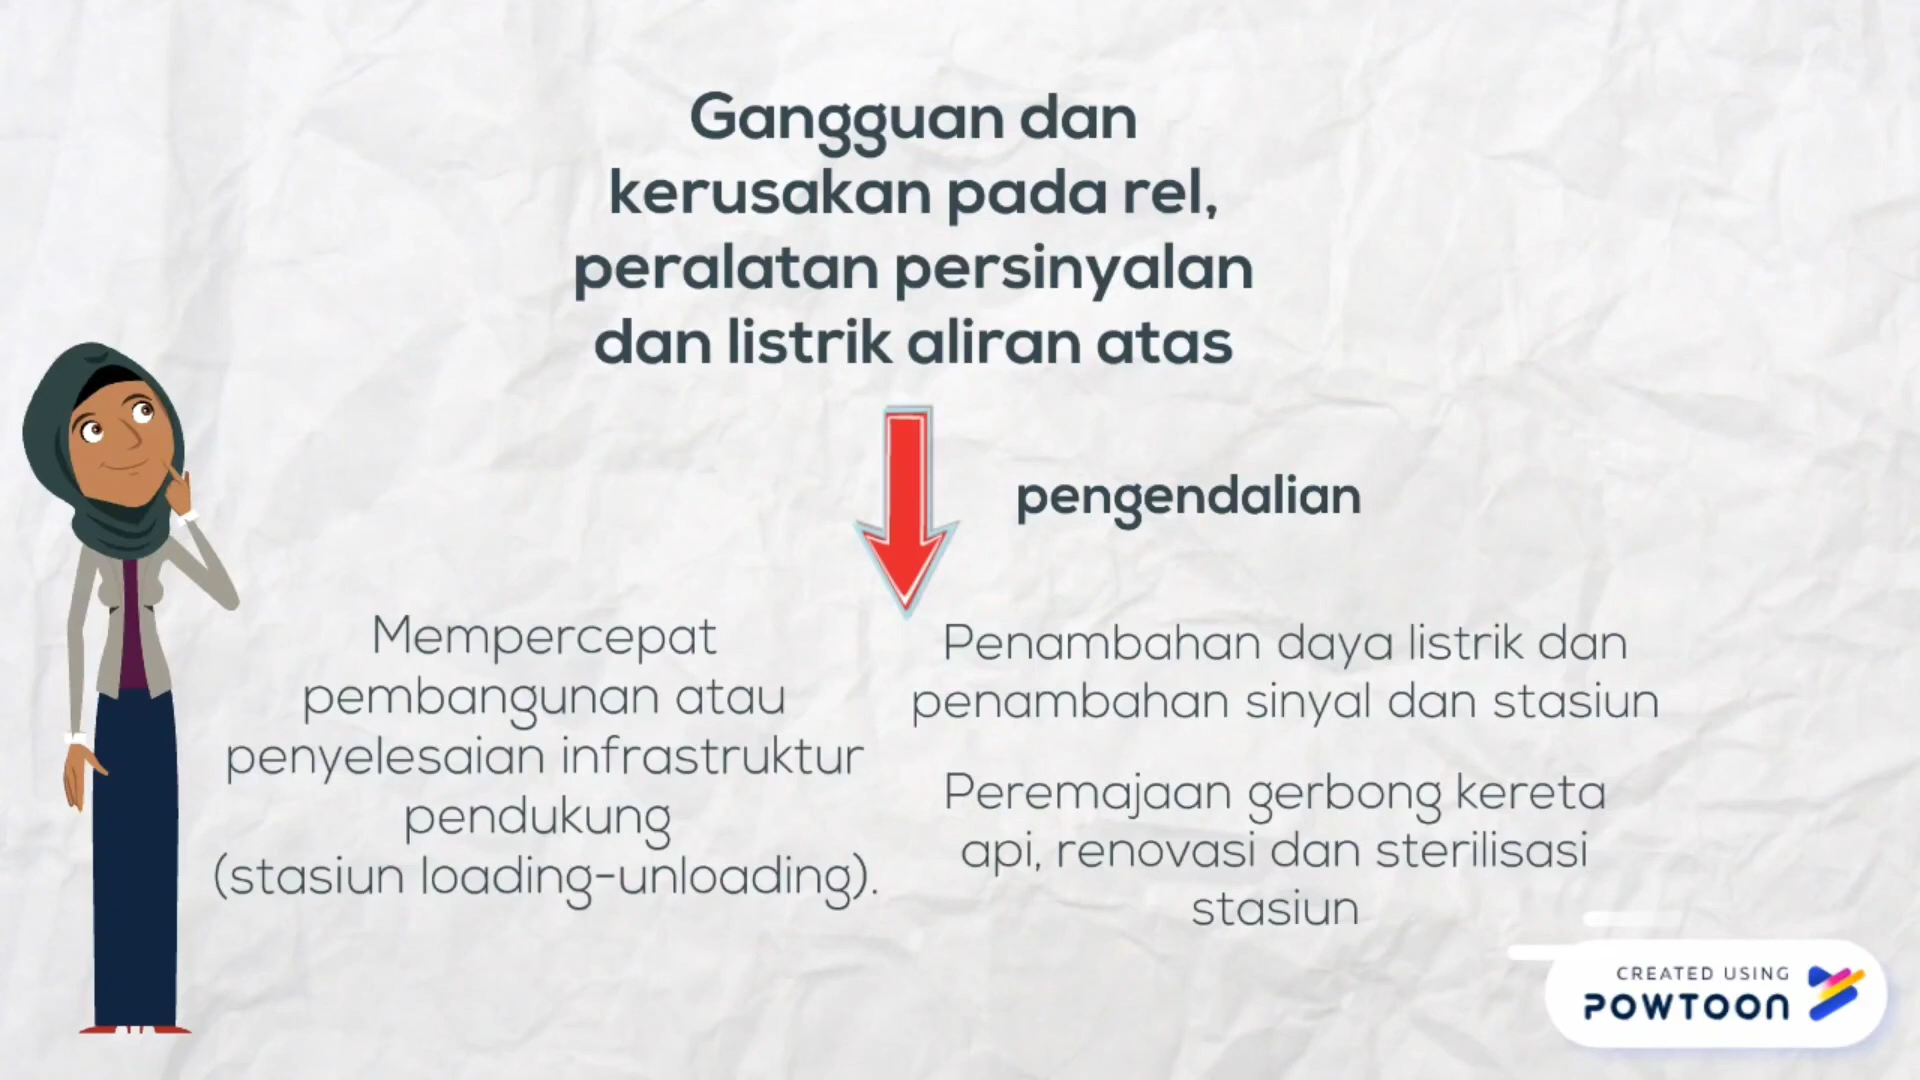 Gangguan dan
kerusakan pada rel,
peralatan persinyalan
dan listrik aliran atas
pengendalian
Mempercepat
pembangunan atau
penyelesaian infrastruktur
pendukung
(stasiun loading-unloading).
Penambahan daya listrik dan
penambahan sinyal dan stasiun
Peremajaan gerbong kereta
api, renovasi dan sterilisasi
stasiun
CREATED USING
POWTOON